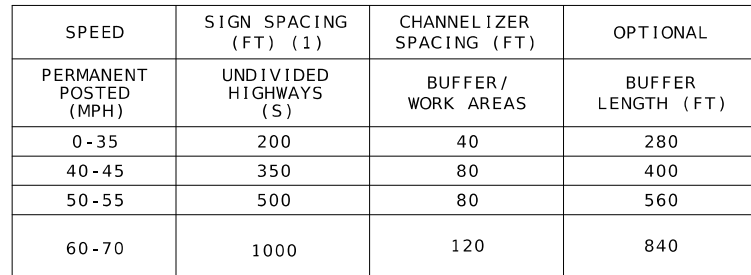 SPEED
SIGN SPACING
(FT) (1)
CHANNELIZER
SPACING (FT)
OPTIONAL
PERMANENT
POSTED
(MPH)
UNDIVIDED
HIGHWAYS
(S)
BUFFER/
WORK AREAS
BUFFER
LENGTH (FT)
0-35 200 40 280
40-45 350 80 400
50-55 500 80 560
60-70 1000 120 840